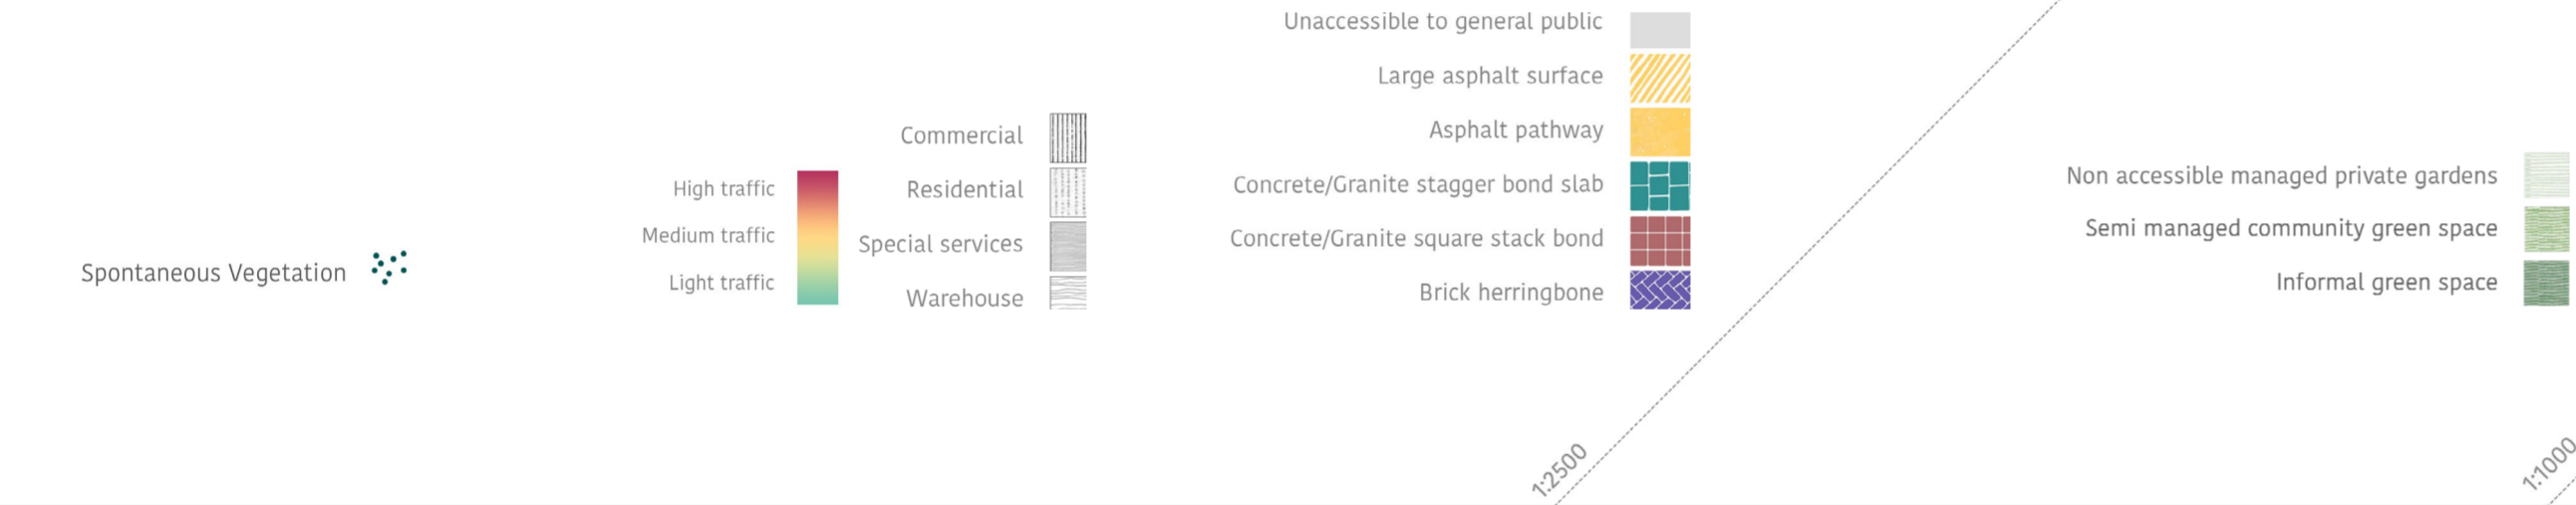 Spontaneous Vegetation
High traffic
Medium traffic
Light traffic
Commercial
Residential
Special services
Warehouse
Unaccessible to general public
Large asphalt surface
Asphalt pathway
Concrete/Granite stagger bond slab
Concrete/Granite square stack bond
Brick herringbone
1:2500
Non accessible managed private gardens
Semi managed community green space
Informal green space
1:1000